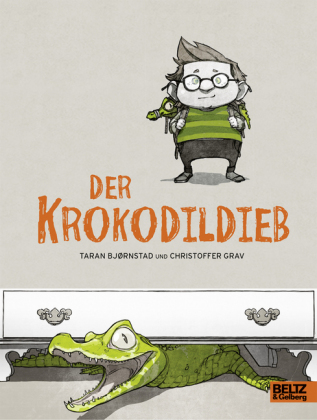 DER
KROKODILDIEB
TARAN BJØRNSTAD UND CHRISTOFFER GRAV
BELTZ
& Gelberg